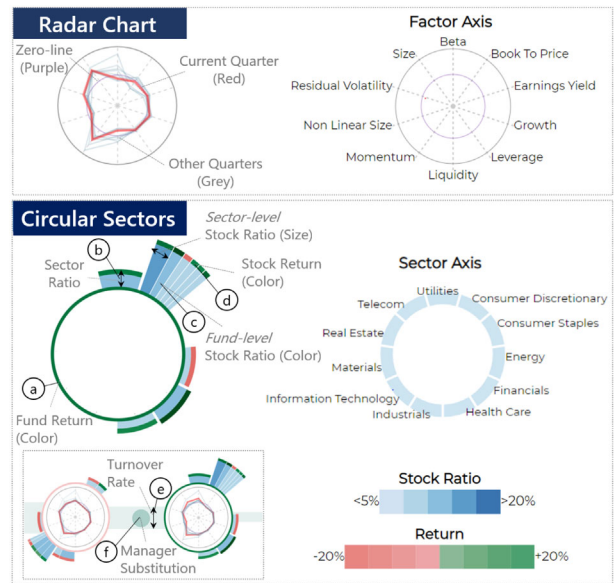 Radar Chart
Zero-line
(Purple)
Current Quarter
(Red)
Other Quarters
(Grey)
Factor Axis
Beta
Size
Book To Price
Residual Volatility
Earnings Yield
Non Linear Size
Growth
Momentum
Leverage
Liquidity
Circular Sectors
Sector-level
Stock Ratio (Size)
b
Sector
Ratio
Stock Return
(Color)
d
c
Fund-level
Stock Ratio (Color)
a
Fund Return
(Color)
Sector Axis
Utilities
Telecom
Consumer Discretionary
Real Estate
Consumer Staples
Energy
Materials
Financials
Information Technology
Health Care
Industrials
Turnover
Rate
e
f
Manager
Substitution
Stock Ratio
<5%
>20%
Return
-20%
+20%